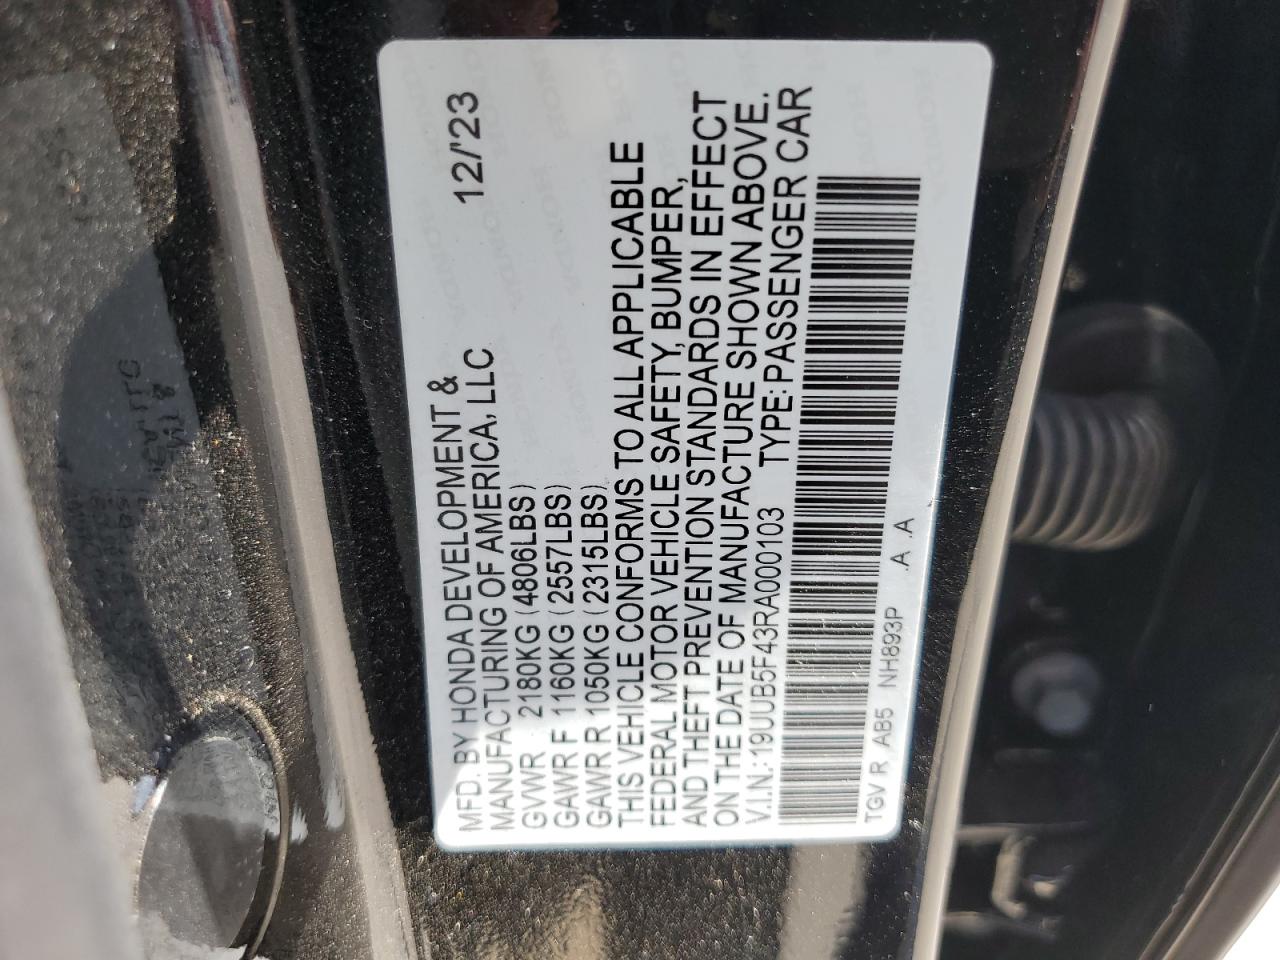 MFD. BY HONDA DEVELOPMENT &
MANUFACTURING OF AMERICA, LLC 12/'23
GVWR 2180KG (4806LBS)
GAWR F 1160KG (2557LBS)
GAWR R 1050KG (2315LBS)
THIS VEHICLE CONFORMS TO ALL APPLICABLE
FEDERAL MOTOR VEHICLE SAFETY, BUMPER,
AND THEFT PREVENTION STANDARDS IN EFFECT
ON THE DATE OF MANUFACTURE SHOWN ABOVE.
V.I.N.: 19UUB5F43RA000103 TYPE: PASSENGER CAR
TGV R AB5 NH893P .A .A